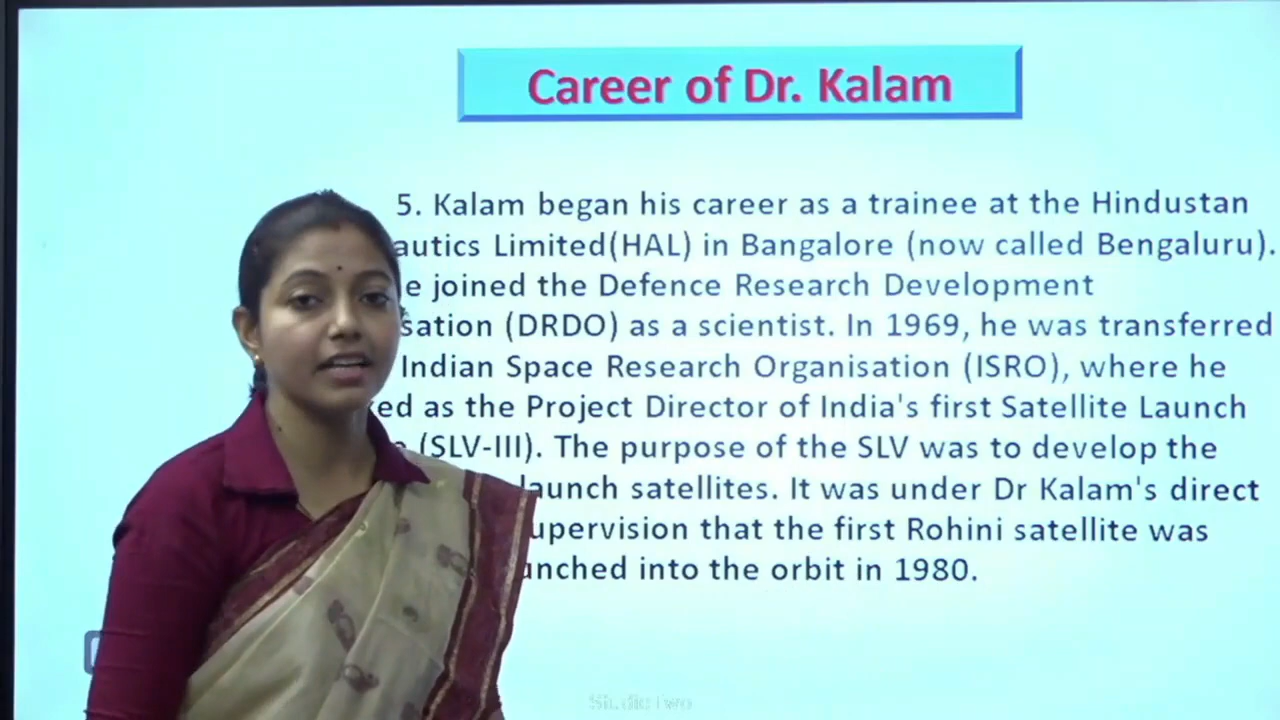 Career of Dr. Kalam
5. Kalam began his career as a trainee at the Hindustan
autics Limited(HAL) in Bangalore (now called Bengaluru).
e joined the Defence Research Development
sation (DRDO) as a scientist. In 1969, he was transferred
Indian Space Research Organisation (ISRO), where he
ed as the Project Director of India's first Satellite Launch
(SLV-III). The purpose of the SLV was to develop the
launch satellites. It was under Dr Kalam's direct
upervision that the first Rohini satellite was
unched into the orbit in 1980.